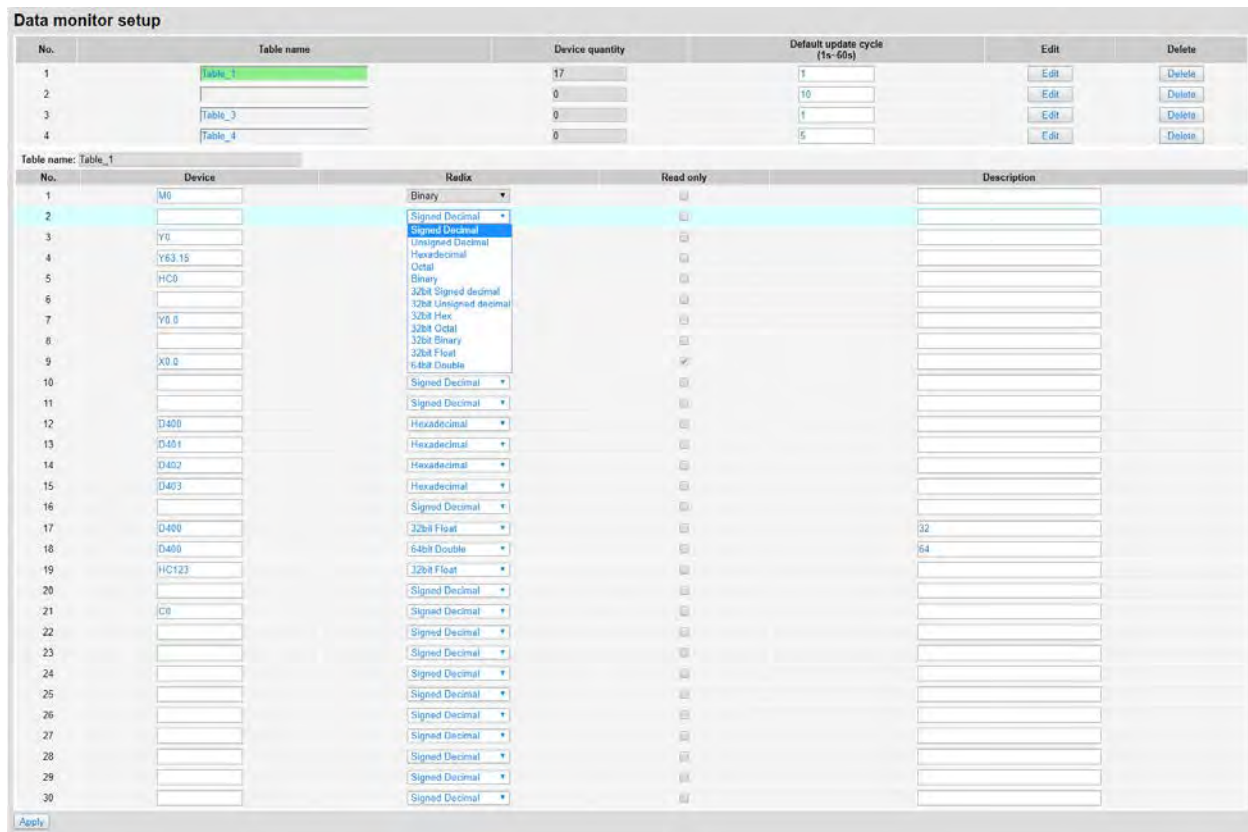 Data monitor setup
No. Table name Device quantity Default update cycle (1s~60s) Edit Delete
1 Table_1 17 1 Edit Delete
2 0 10 Edit Delete
3 Table_3 0 1 Edit Delete
4 Table_4 0 5 Edit Delete
Table name: Table_1
No. Device Radix Read only Description
1 M0 Binary
2 Signed Decimal
Signed Decimal
3 Y0 Unsigned Decimal
4 Y63.15 Hexadecimal
Octal
5 HC0 Binary
32bit Signed decimal
6 32bit Unsigned decimal
7 Y0.0 32bit Hex
32bit Octal
8 32bit Binary
9 X0.0 32bit Float
64bit Double
10 Signed Decimal
11 Signed Decimal
12 D400 Hexadecimal
13 D401 Hexadecimal
14 D402 Hexadecimal
15 D403 Hexadecimal
16 Signed Decimal
17 D400 32bit Float 32
18 D400 64bit Double 64
19 HC123 32bit Float
20 Signed Decimal
21 C0 Signed Decimal
22 Signed Decimal
23 Signed Decimal
24 Signed Decimal
25 Signed Decimal
26 Signed Decimal
27 Signed Decimal
28 Signed Decimal
29 Signed Decimal
30 Signed Decimal
Apply